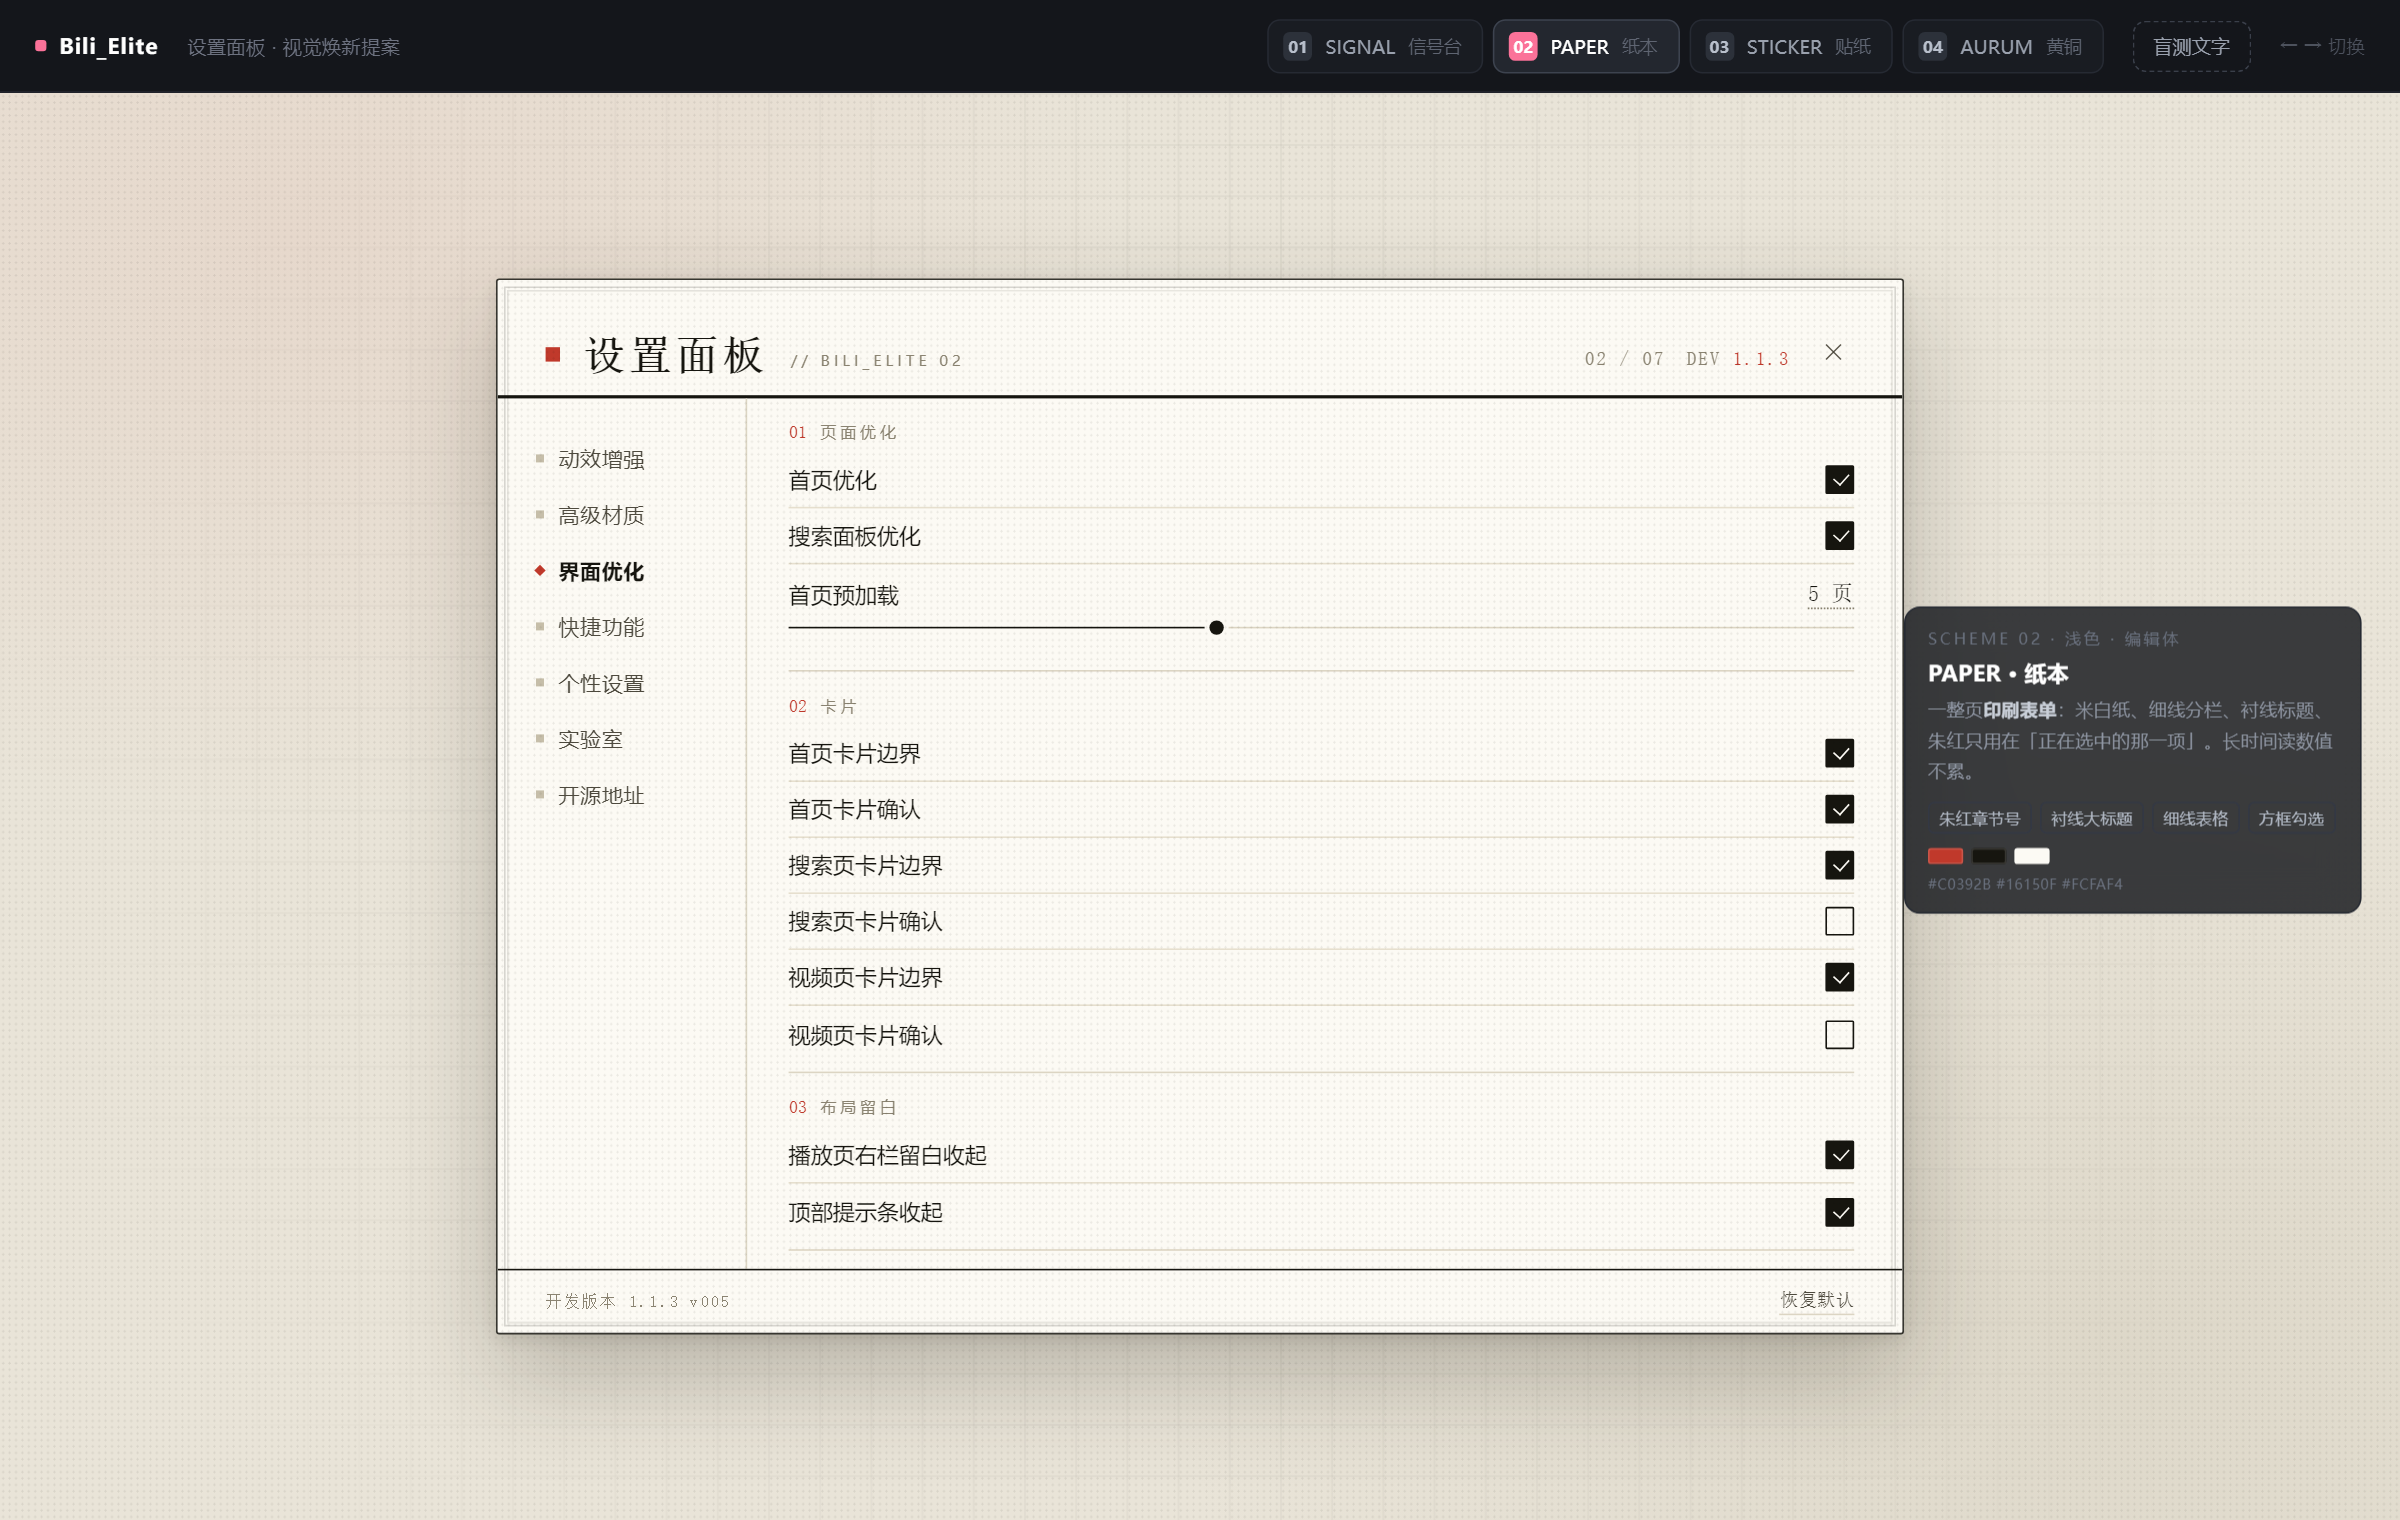 Bili_Elite 设置面板 · 视觉焕新提案 01 SIGNAL 信号台 02 PAPER 纸本 03 STICKER 贴纸 04 AURUM 黄铜 盲测文字 ← → 切换
设置面板 // BILI_ELITE 02 02 / 07 DEV 1.1.3
动效增强
高级材质
界面优化
快捷功能
个性设置
实验室
开源地址
01 页面优化
首页优化
搜索面板优化
首页预加载 5 页
02 卡片
首页卡片边界
首页卡片确认
搜索页卡片边界
搜索页卡片确认
视频页卡片边界
视频页卡片确认
03 布局留白
播放页右栏留白收起
顶部提示条收起
开发版本 1.1.3 v005 恢复默认
SCHEME 02 · 浅色 · 编辑体
PAPER • 纸本
一整页印刷表单：米白纸、细线分栏、衬线标题、
朱红只用在「正在选中的那一项」。长时间读数值
不累。
朱红章节号 衬线大标题 细线表格 方框勾选
#C0392B #16150F #FCFAF4